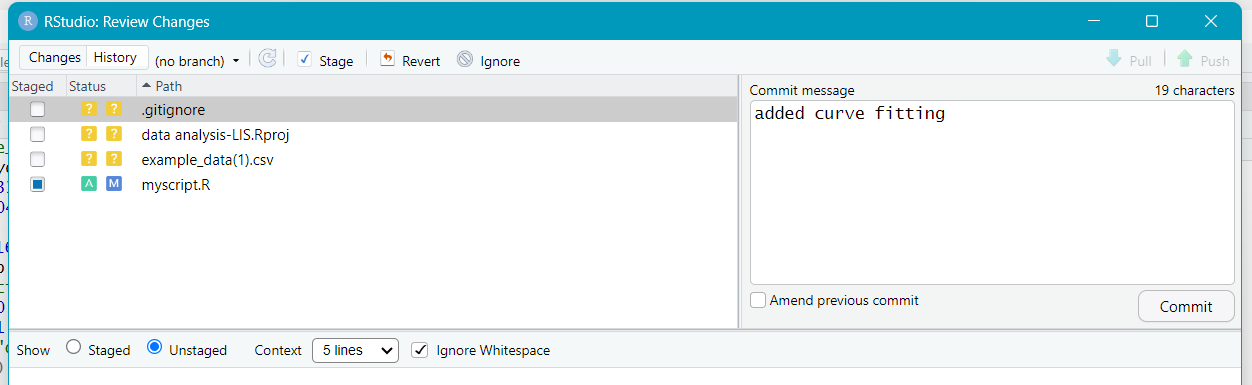 R RStudio: Review Changes
Changes History (no branch) Stage Revert Ignore Pull Push
Staged Status Path
Commit message 19 characters
? ? .gitignore
added curve fitting
? ? data analysis-LIS.Rproj
? ? example_data(1).csv
A M myscript.R
Amend previous commit
Commit
Show Staged Unstaged Context 5 lines Ignore Whitespace